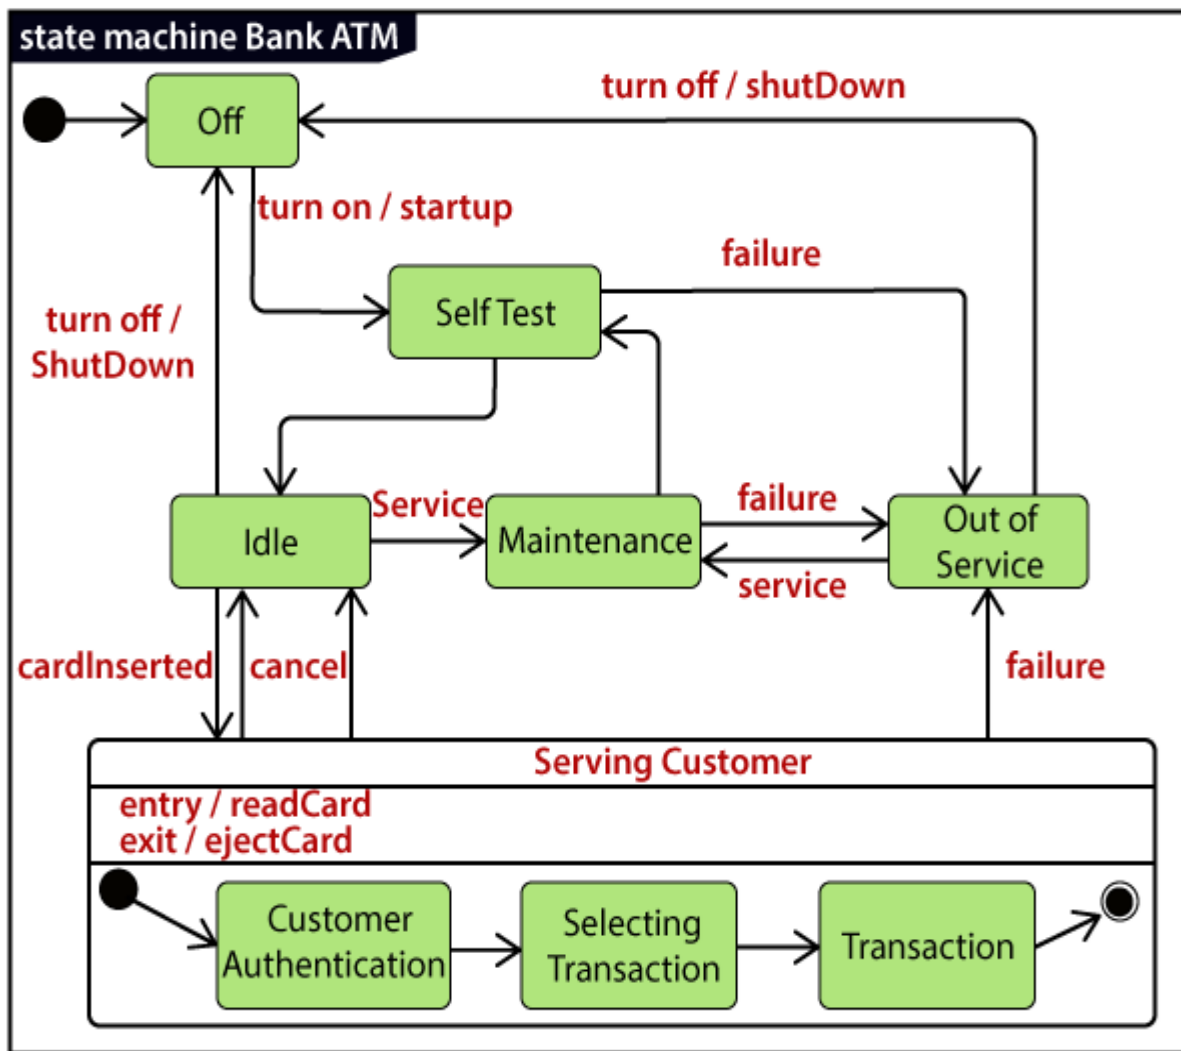 state machine Bank ATM
turn off / shutDown
Off
turn on / startup
failure
Self Test
turn off /
ShutDown
Service
failure
Out of
Service
Idle
Maintenance
service
cardInserted
cancel
failure
Serving Customer
entry / readCard
exit / ejectCard
Customer
Authentication
Selecting
Transaction
Transaction